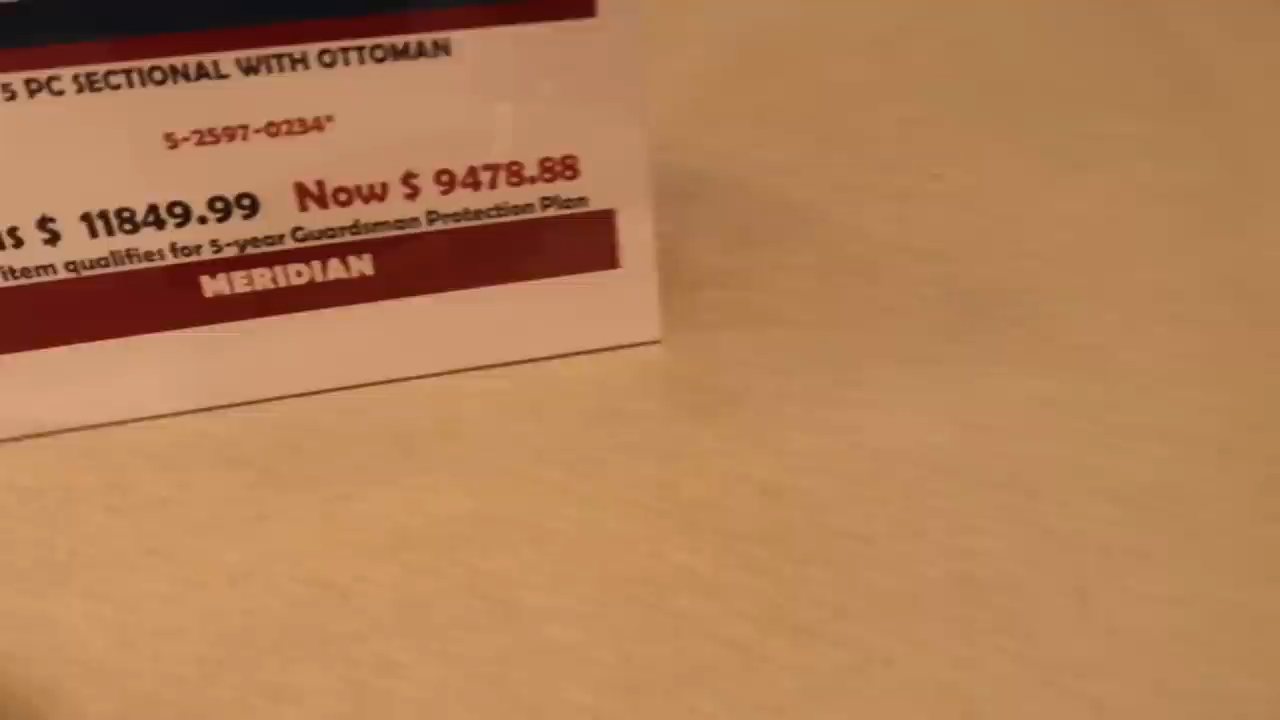 5 PC SECTIONAL WITH OTTOMAN
5-2597-0234*
$ 11849.99 Now $ 9478.88
item qualifies for 5-year Guardsman Protection Plan
MERIDIAN